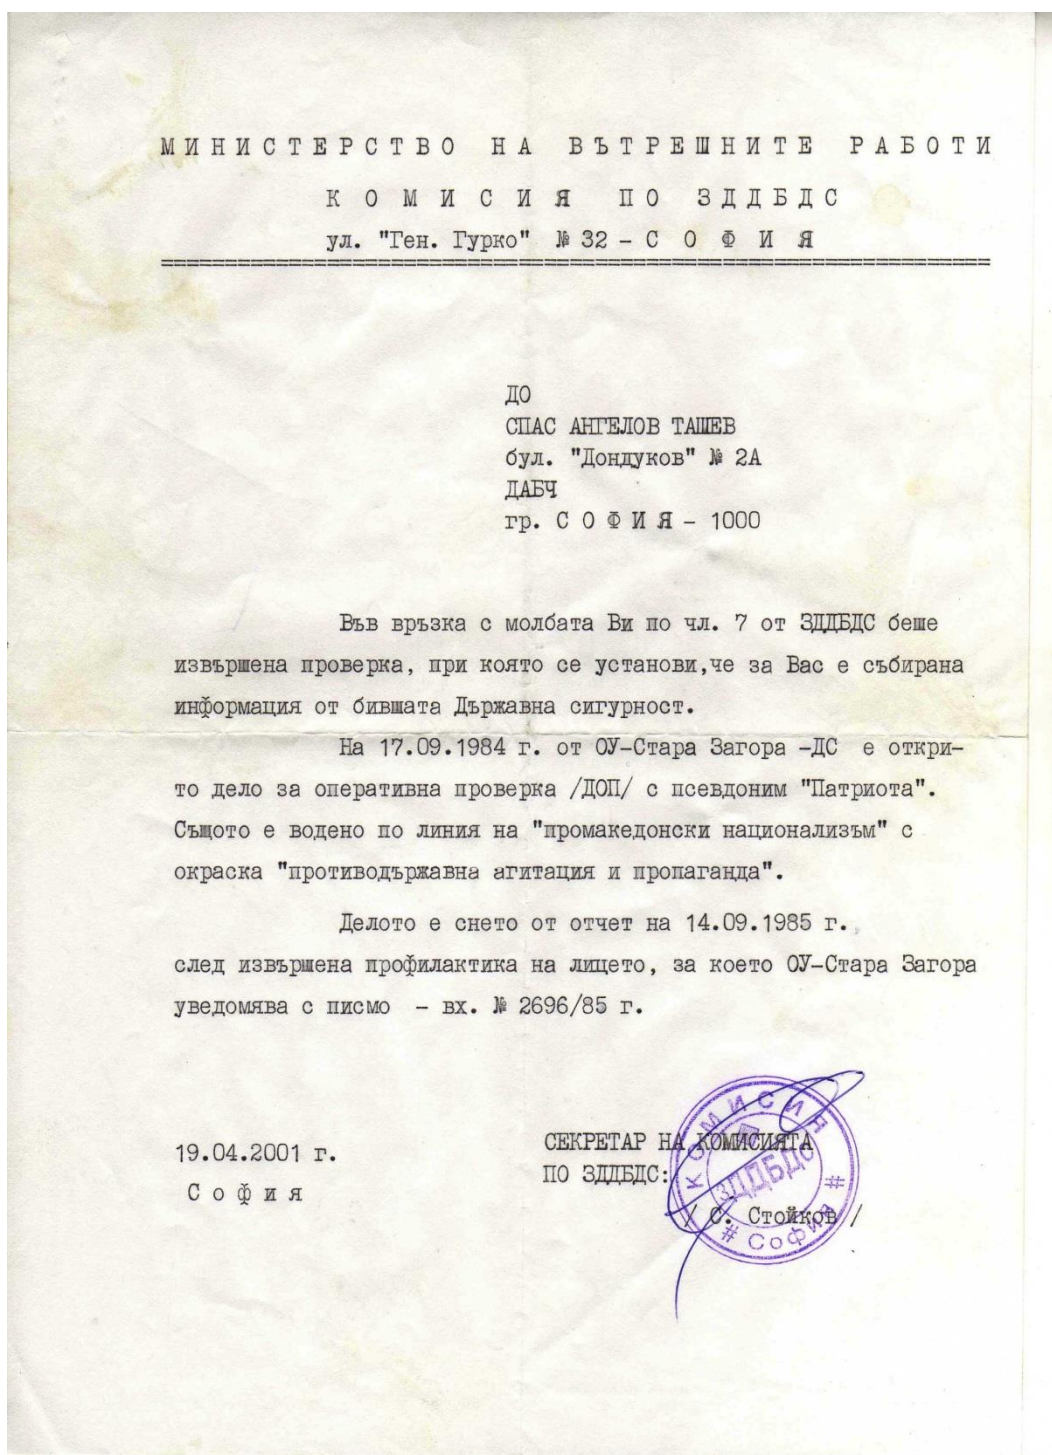 МИНИСТЕРСТВО НА ВЪТРЕШНИТЕ РАБОТИ
КОМИСИЯ ПО ЗДДБДС
ул. "Ген. Гурко" № 32 - СОФИЯ
ДО
СПАС АНГЕЛОВ ТАШЕВ
бул. "Дондуков" № 2А
ДАБЧ
гр. СОФИЯ - 1000
Във връзка с молбата Ви по чл. 7 от ЗДДБДС беше
извършена проверка, при която се установи,че за Вас е събирана
информация от бившата Държавна сигурност.
На 17.09.1984 г. от ОУ-Стара Загора -ДС е откри-
то дело за оперативна проверка /ДОП/ с псевдоним "Патриота".
Същото е водено по линия на "промакедонски национализъм" с
окраска "противодържавна агитация и пропаганда".
Делото е снето от отчет на 14.09.1985 г.
след извършена профилактика на лицето, за което ОУ-Стара Загора
уведомява с писмо - вх. № 2696/85 г.
19.04.2001 г.
София
СЕКРЕТАР НА КОМИСИЯТА
ПО ЗДДБДС:
/ С. Стойков /
КОМИСИЯ
ПО
ЗДДБДС
# София #